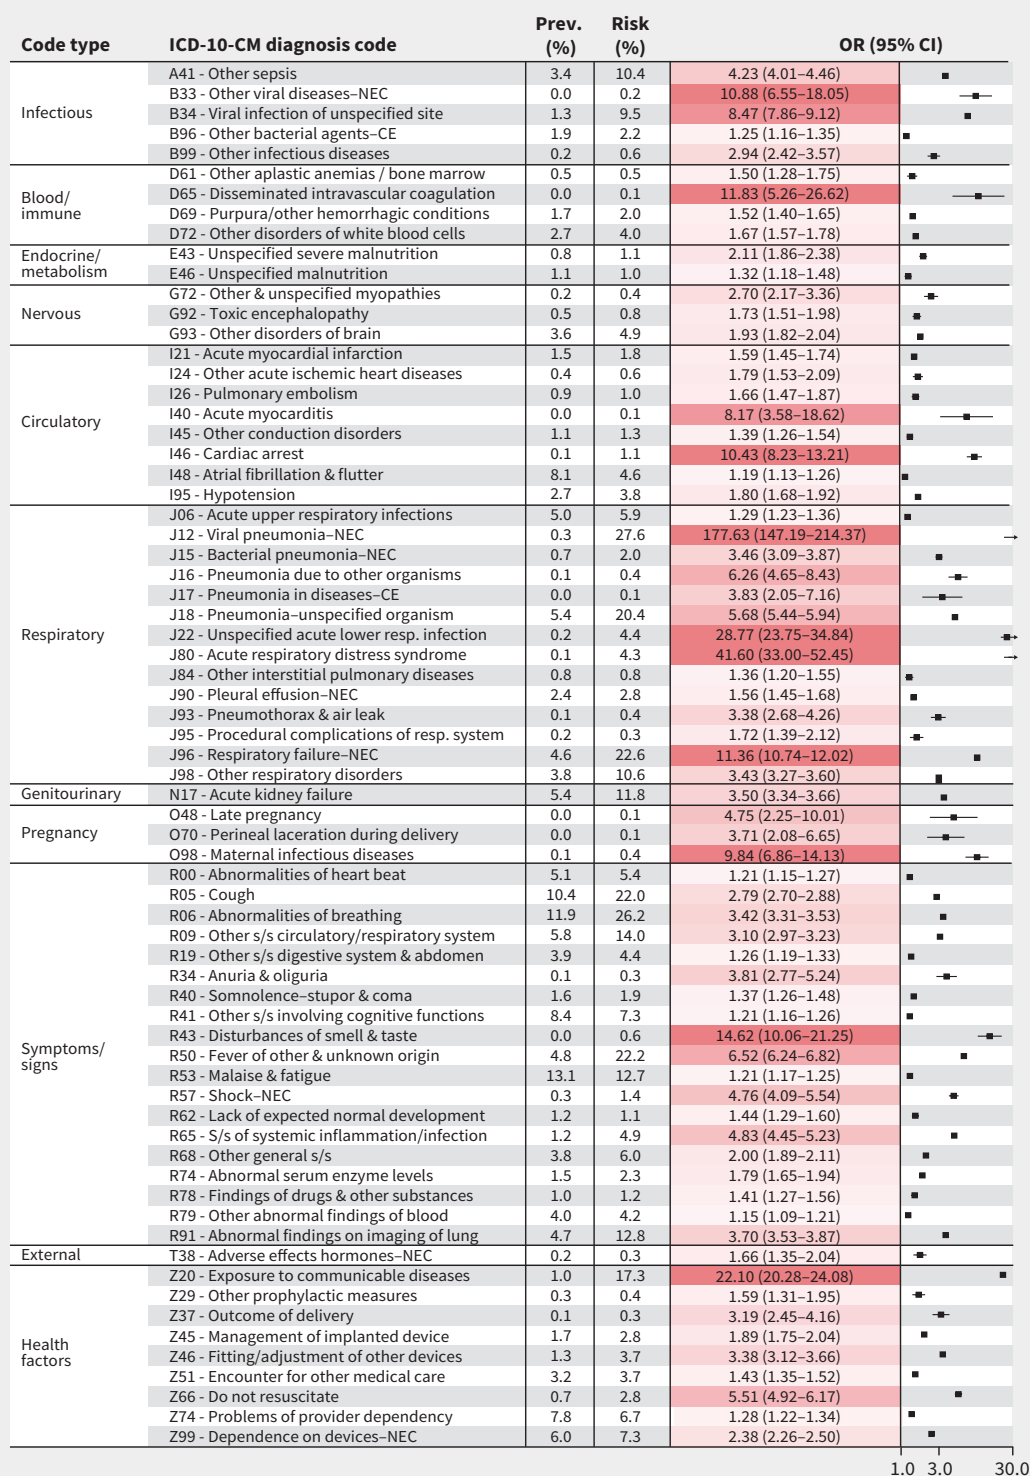 Code type ICD-10-CM diagnosis code Prev. (%) Risk (%) OR (95% CI)
Infectious
A41 - Other sepsis 3.4 10.4 4.23 (4.01–4.46)
B33 - Other viral diseases–NEC 0.0 0.2 10.88 (6.55–18.05)
B34 - Viral infection of unspecified site 1.3 9.5 8.47 (7.86–9.12)
B96 - Other bacterial agents–CE 1.9 2.2 1.25 (1.16–1.35)
B99 - Other infectious diseases 0.2 0.6 2.94 (2.42–3.57)
Blood/
immune
D61 - Other aplastic anemias / bone marrow 0.5 0.5 1.50 (1.28–1.75)
D65 - Disseminated intravascular coagulation 0.0 0.1 11.83 (5.26–26.62)
D69 - Purpura/other hemorrhagic conditions 1.7 2.0 1.52 (1.40–1.65)
D72 - Other disorders of white blood cells 2.7 4.0 1.67 (1.57–1.78)
Endocrine/
metabolism
E43 - Unspecified severe malnutrition 0.8 1.1 2.11 (1.86–2.38)
E46 - Unspecified malnutrition 1.1 1.0 1.32 (1.18–1.48)
Nervous
G72 - Other & unspecified myopathies 0.2 0.4 2.70 (2.17–3.36)
G92 - Toxic encephalopathy 0.5 0.8 1.73 (1.51–1.98)
G93 - Other disorders of brain 3.6 4.9 1.93 (1.82–2.04)
Circulatory
I21 - Acute myocardial infarction 1.5 1.8 1.59 (1.45–1.74)
I24 - Other acute ischemic heart diseases 0.4 0.6 1.79 (1.53–2.09)
I26 - Pulmonary embolism 0.9 1.0 1.66 (1.47–1.87)
I40 - Acute myocarditis 0.0 0.1 8.17 (3.58–18.62)
I45 - Other conduction disorders 1.1 1.3 1.39 (1.26–1.54)
I46 - Cardiac arrest 0.1 1.1 10.43 (8.23–13.21)
I48 - Atrial fibrillation & flutter 8.1 4.6 1.19 (1.13–1.26)
I95 - Hypotension 2.7 3.8 1.80 (1.68–1.92)
Respiratory
J06 - Acute upper respiratory infections 5.0 5.9 1.29 (1.23–1.36)
J12 - Viral pneumonia–NEC 0.3 27.6 177.63 (147.19–214.37)
J15 - Bacterial pneumonia–NEC 0.7 2.0 3.46 (3.09–3.87)
J16 - Pneumonia due to other organisms 0.1 0.4 6.26 (4.65–8.43)
J17 - Pneumonia in diseases–CE 0.0 0.1 3.83 (2.05–7.16)
J18 - Pneumonia–unspecified organism 5.4 20.4 5.68 (5.44–5.94)
J22 - Unspecified acute lower resp. infection 0.2 4.4 28.77 (23.75–34.84)
J80 - Acute respiratory distress syndrome 0.1 4.3 41.60 (33.00–52.45)
J84 - Other interstitial pulmonary diseases 0.8 0.8 1.36 (1.20–1.55)
J90 - Pleural effusion–NEC 2.4 2.8 1.56 (1.45–1.68)
J93 - Pneumothorax & air leak 0.1 0.4 3.38 (2.68–4.26)
J95 - Procedural complications of resp. system 0.2 0.3 1.72 (1.39–2.12)
J96 - Respiratory failure–NEC 4.6 22.6 11.36 (10.74–12.02)
J98 - Other respiratory disorders 3.8 10.6 3.43 (3.27–3.60)
Genitourinary
N17 - Acute kidney failure 5.4 11.8 3.50 (3.34–3.66)
Pregnancy
O48 - Late pregnancy 0.0 0.1 4.75 (2.25–10.01)
O70 - Perineal laceration during delivery 0.0 0.1 3.71 (2.08–6.65)
O98 - Maternal infectious diseases 0.1 0.4 9.84 (6.86–14.13)
Symptoms/
signs
R00 - Abnormalities of heart beat 5.1 5.4 1.21 (1.15–1.27)
R05 - Cough 10.4 22.0 2.79 (2.70–2.88)
R06 - Abnormalities of breathing 11.9 26.2 3.42 (3.31–3.53)
R09 - Other s/s circulatory/respiratory system 5.8 14.0 3.10 (2.97–3.23)
R19 - Other s/s digestive system & abdomen 3.9 4.4 1.26 (1.19–1.33)
R34 - Anuria & oliguria 0.1 0.3 3.81 (2.77–5.24)
R40 - Somnolence–stupor & coma 1.6 1.9 1.37 (1.26–1.48)
R41 - Other s/s involving cognitive functions 8.4 7.3 1.21 (1.16–1.26)
R43 - Disturbances of smell & taste 0.0 0.6 14.62 (10.06–21.25)
R50 - Fever of other & unknown origin 4.8 22.2 6.52 (6.24–6.82)
R53 - Malaise & fatigue 13.1 12.7 1.21 (1.17–1.25)
R57 - Shock–NEC 0.3 1.4 4.76 (4.09–5.54)
R62 - Lack of expected normal development 1.2 1.1 1.44 (1.29–1.60)
R65 - S/s of systemic inflammation/infection 1.2 4.9 4.83 (4.45–5.23)
R68 - Other general s/s 3.8 6.0 2.00 (1.89–2.11)
R74 - Abnormal serum enzyme levels 1.5 2.3 1.79 (1.65–1.94)
R78 - Findings of drugs & other substances 1.0 1.2 1.41 (1.27–1.56)
R79 - Other abnormal findings of blood 4.0 4.2 1.15 (1.09–1.21)
R91 - Abnormal findings on imaging of lung 4.7 12.8 3.70 (3.53–3.87)
External
T38 - Adverse effects hormones–NEC 0.2 0.3 1.66 (1.35–2.04)
Health
factors
Z20 - Exposure to communicable diseases 1.0 17.3 22.10 (20.28–24.08)
Z29 - Other prophylactic measures 0.3 0.4 1.59 (1.31–1.95)
Z37 - Outcome of delivery 0.1 0.3 3.19 (2.45–4.16)
Z45 - Management of implanted device 1.7 2.8 1.89 (1.75–2.04)
Z46 - Fitting/adjustment of other devices 1.3 3.7 3.38 (3.12–3.66)
Z51 - Encounter for other medical care 3.2 3.7 1.43 (1.35–1.52)
Z66 - Do not resuscitate 0.7 2.8 5.51 (4.92–6.17)
Z74 - Problems of provider dependency 7.8 6.7 1.28 (1.22–1.34)
Z99 - Dependence on devices–NEC 6.0 7.3 2.38 (2.26–2.50)
1.0 3.0 30.0